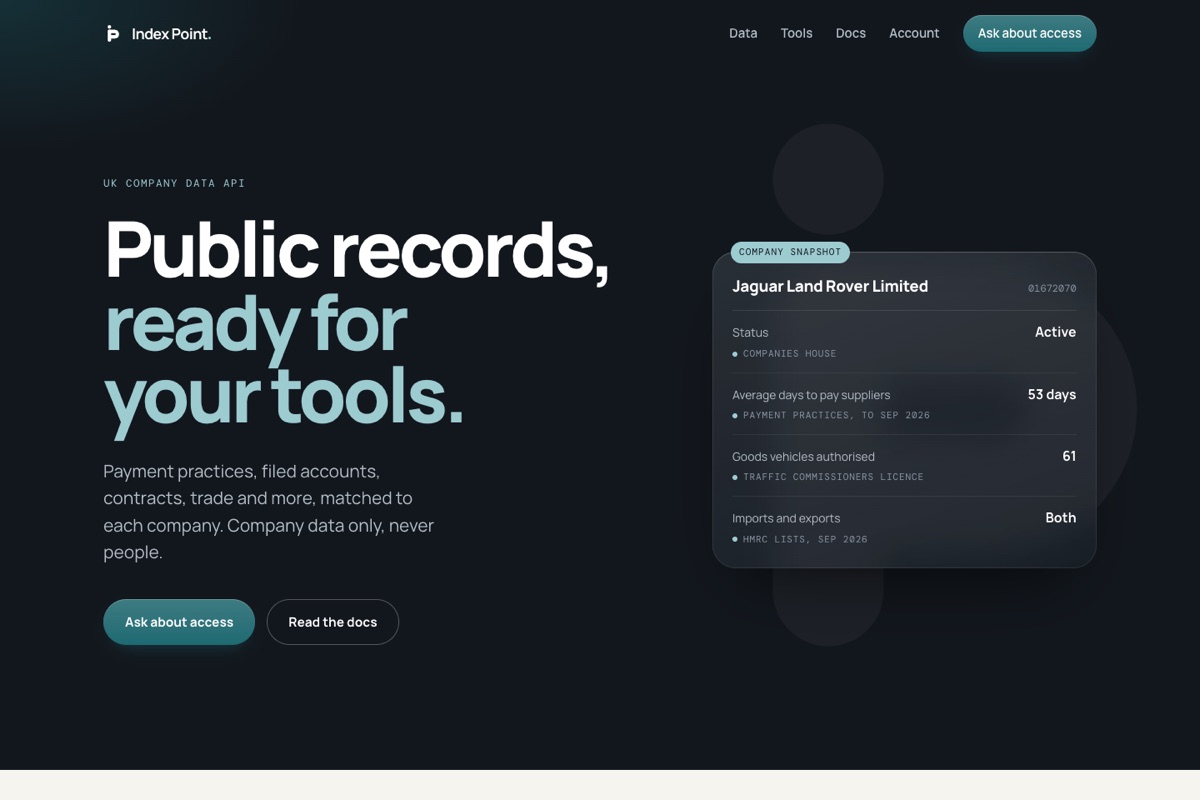 Index Point.
Data
Tools
Docs
Account
Ask about access
UK COMPANY DATA API
Public records,
ready for
your tools.
Payment practices, filed accounts,
contracts, trade and more, matched to
each company. Company data only, never
people.
Ask about access
Read the docs
COMPANY SNAPSHOT
Jaguar Land Rover Limited 01672070
Status Active
COMPANIES HOUSE
Average days to pay suppliers 53 days
PAYMENT PRACTICES, TO SEP 2026
Goods vehicles authorised 61
TRAFFIC COMMISSIONERS LICENCE
Imports and exports Both
HMRC LISTS, SEP 2026